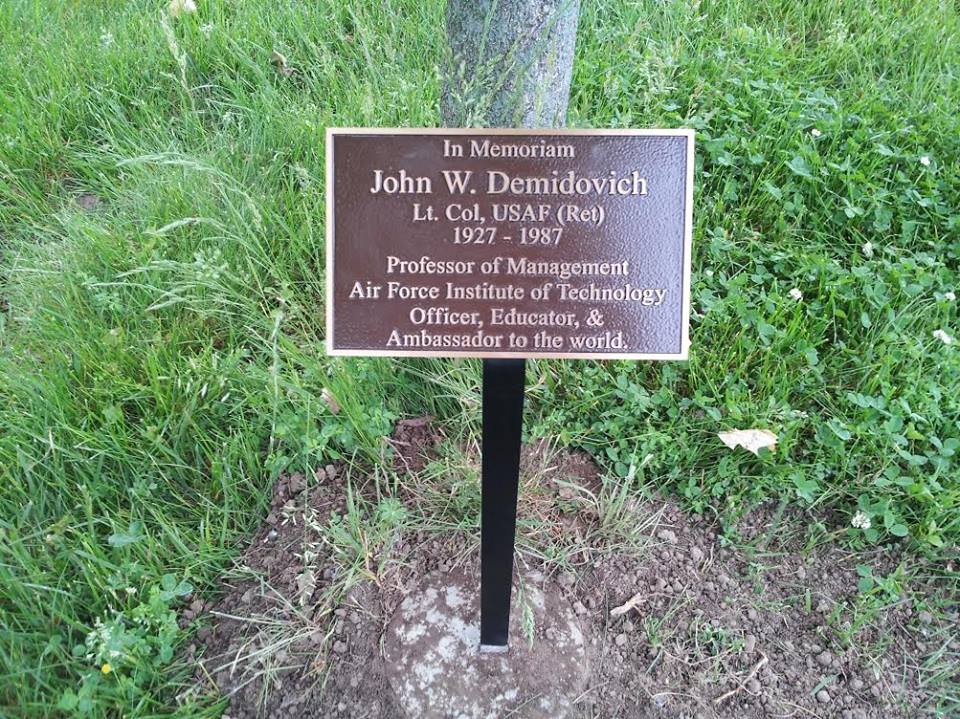 In Memoriam
John W. Demidovich
Lt. Col, USAF (Ret)
1927 - 1987
Professor of Management
Air Force Institute of Technology
Officer, Educator, &
Ambassador to the world.